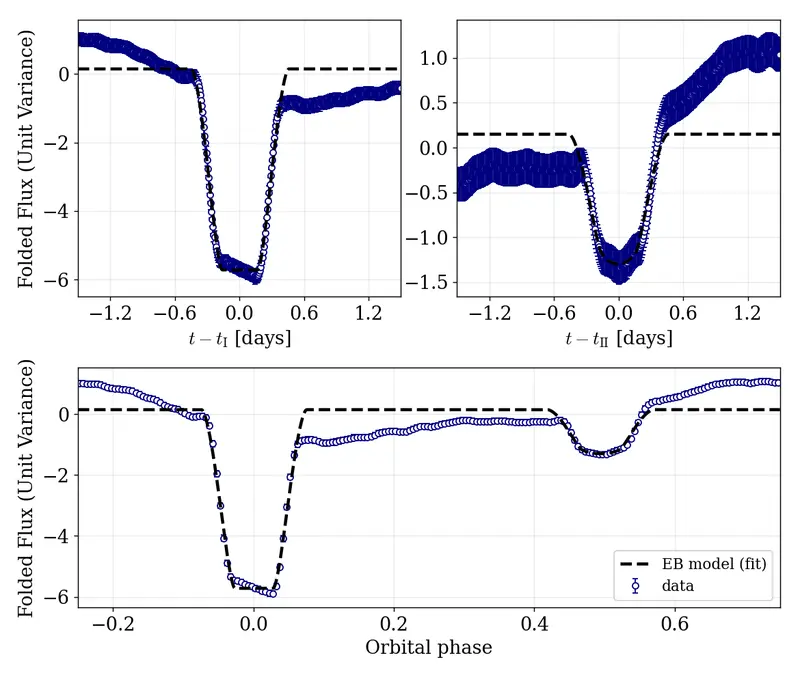 Folded Flux (Unit Variance)
0
−2
−4
−6
−1.2 −0.6 0.0 0.6 1.2
t − t_I [days]
1.0
0.5
0.0
−0.5
−1.0
−1.5
−1.2 −0.6 0.0 0.6 1.2
t − t_II [days]
Folded Flux (Unit Variance)
0
−2
−4
−6
EB model (fit)
data
−0.2 0.0 0.2 0.4 0.6
Orbital phase